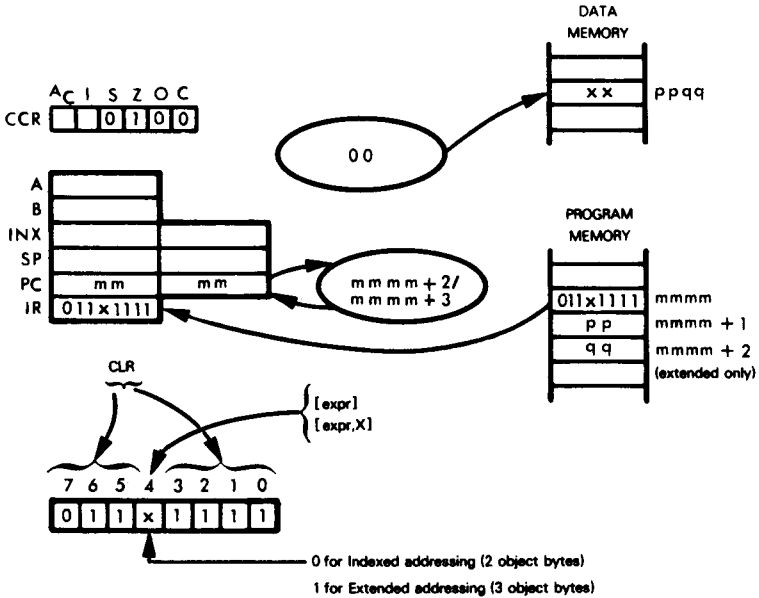 DATA
MEMORY
x x
ppqq
A_C I S Z O C
CCR
0 1 0 0
00
A
B
INX
SP
PC
mm mm
IR
011x1111
mmmm + 2/
mmmm + 3
PROGRAM
MEMORY
011x1111 mmmm
pp mmmm + 1
qq mmmm + 2
(extended only)
CLR
[expr]
[expr,X]
7 6 5 4 3 2 1 0
0 1 1 x 1 1 1 1
0 for Indexed addressing (2 object bytes)
1 for Extended addressing (3 object bytes)